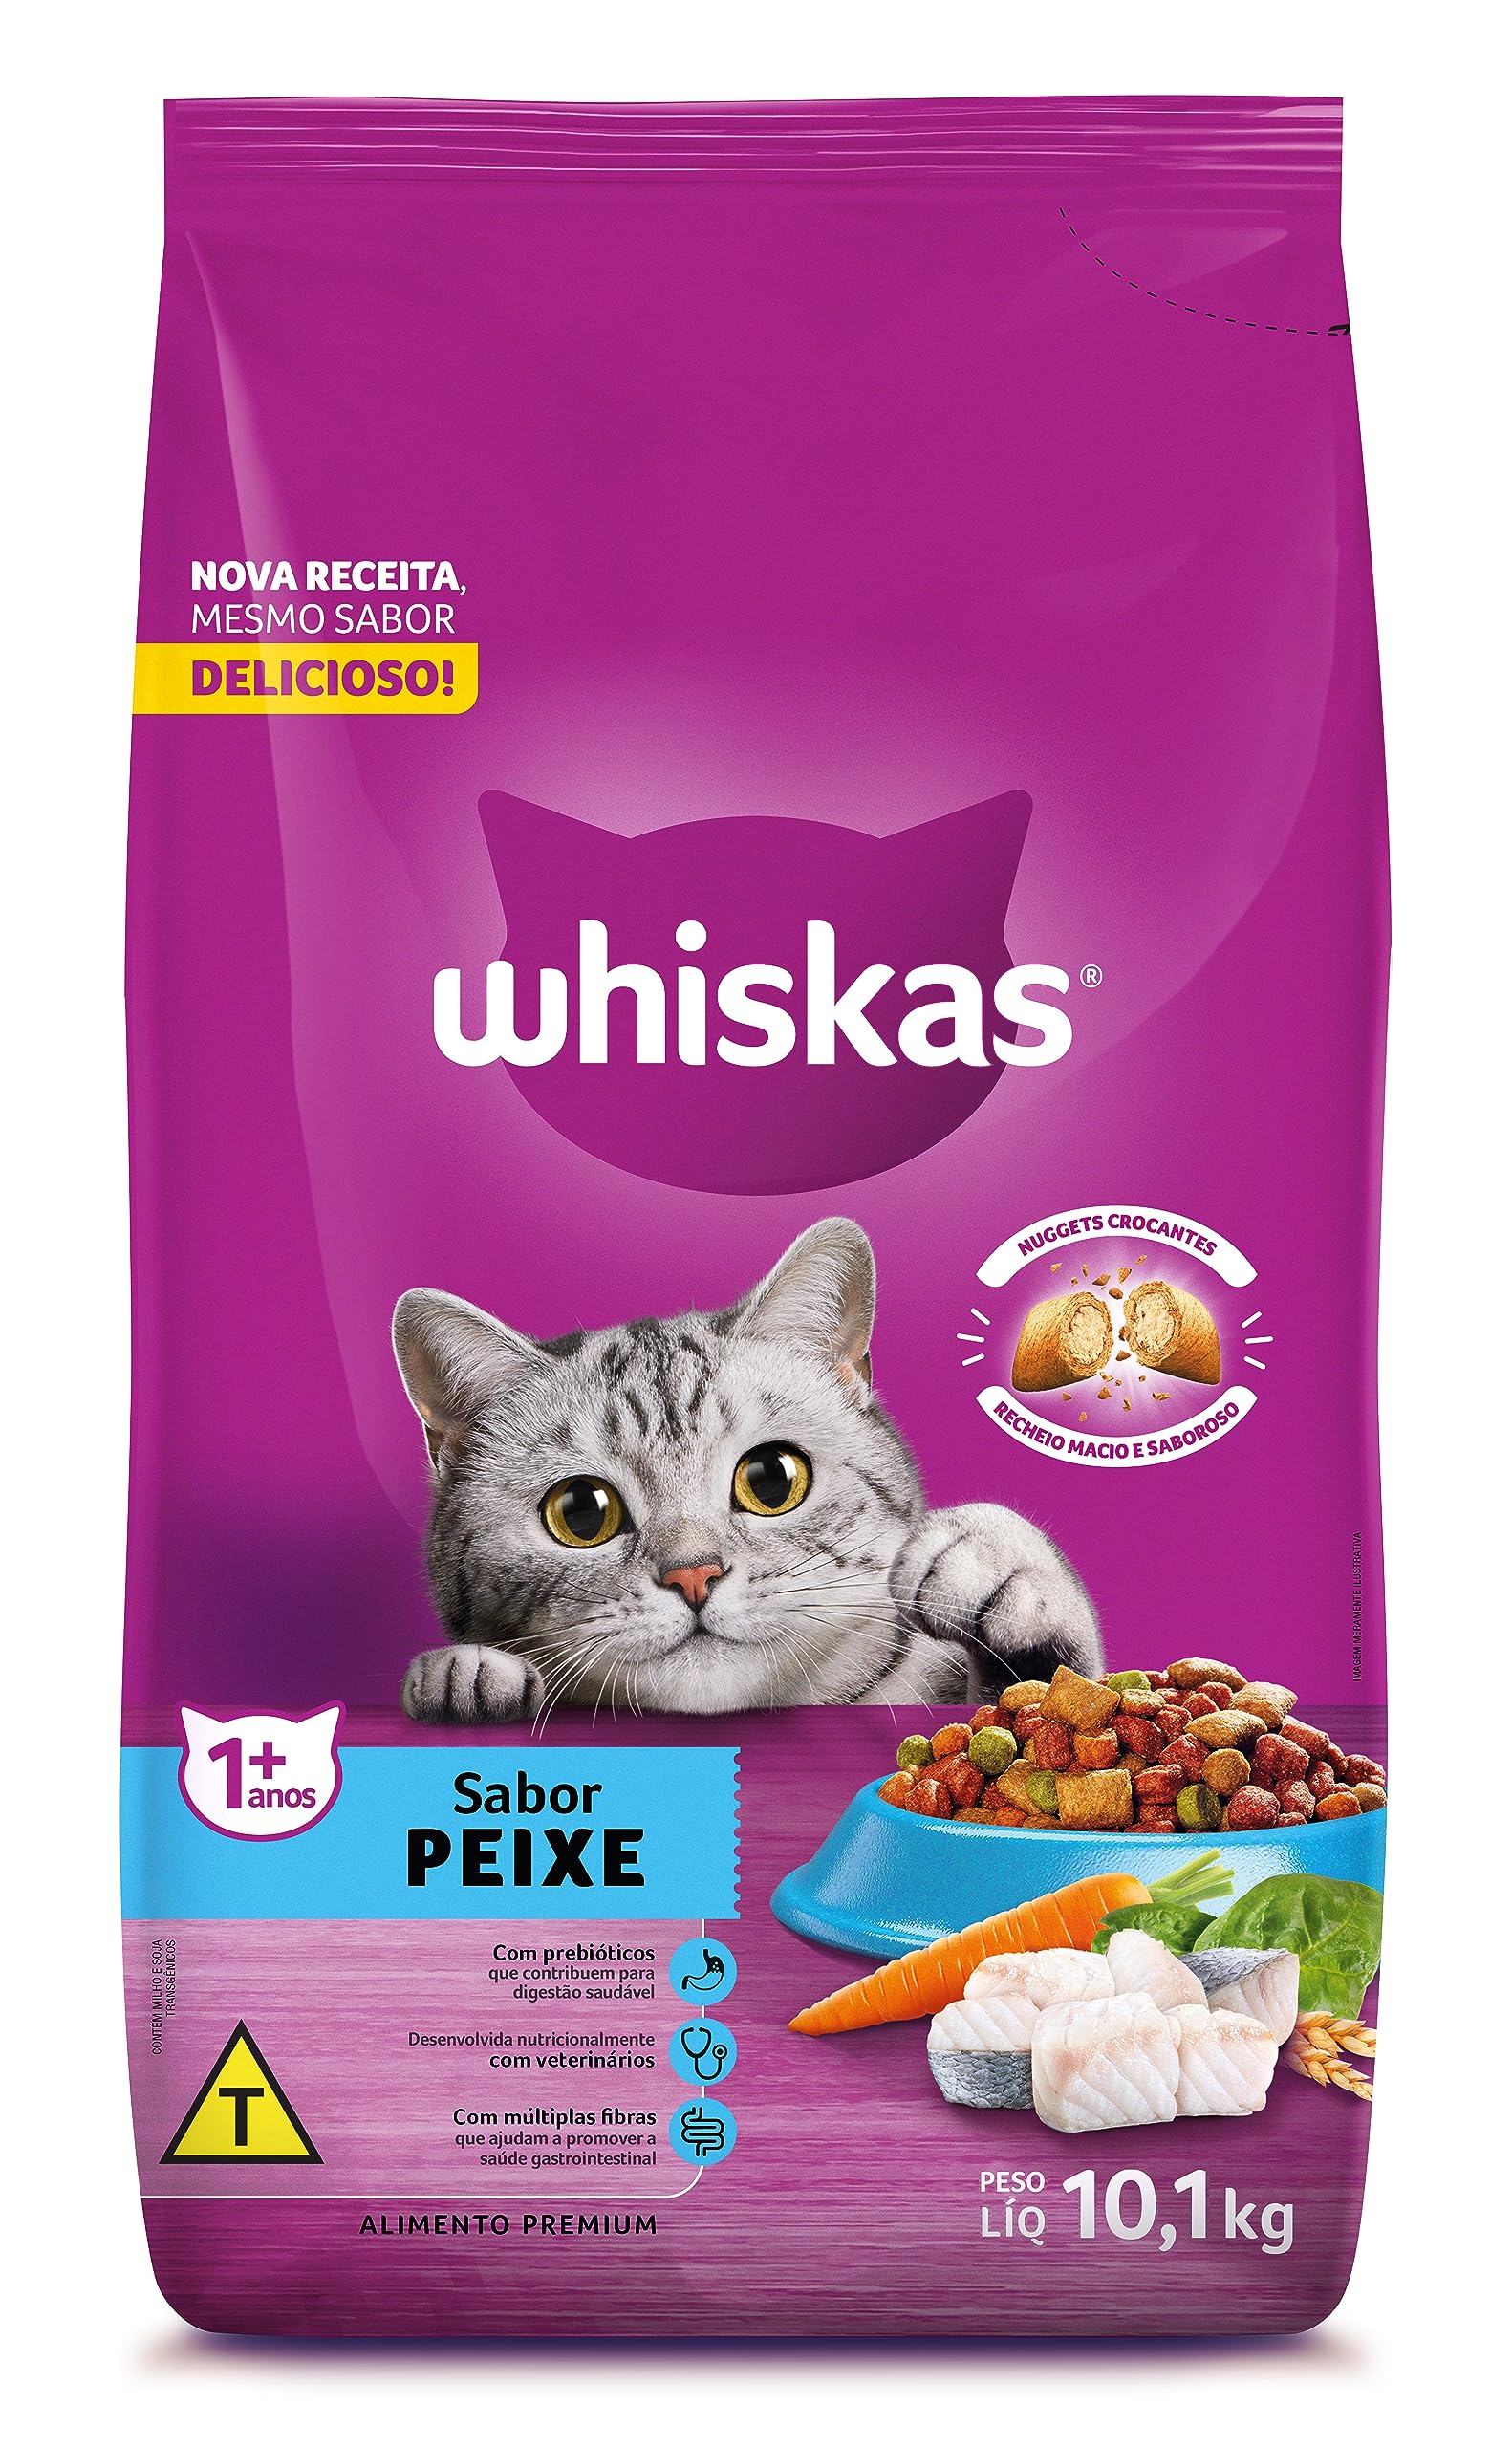 NOVA RECEITA,
MESMO SABOR
DELICIOSO!
whiskas®
NUGGETS CROCANTES
RECHEIO MACIO E SABOROSO
IMAGEM MERAMENTE ILUSTRATIVA
1+
anos
Sabor
PEIXE
Com prebióticos
que contribuem para
digestão saudável
Desenvolvida nutricionalmente
com veterinários
Com múltiplas fibras
que ajudam a promover a
saúde gastrointestinal
CONTÉM MILHO E SOJA
TRANSGÊNICOS
T
ALIMENTO PREMIUM
PESO
LÍQ 10,1kg